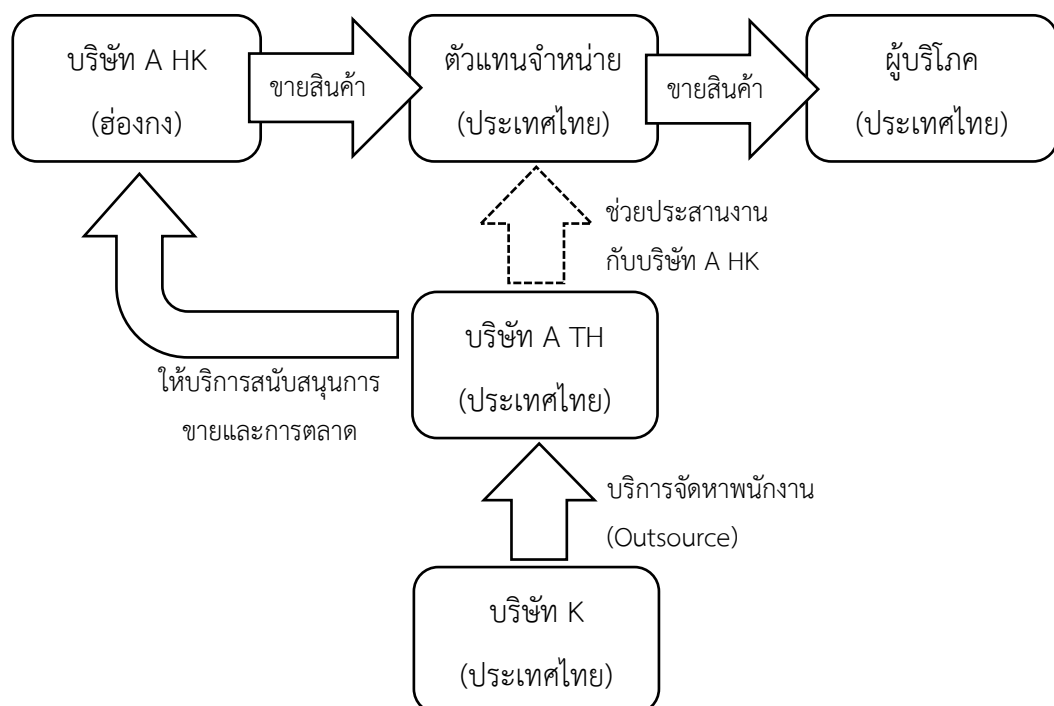 บริษัท A HK
(ฮ่องกง)
ขายสินค้า
ตัวแทนจำหน่าย
(ประเทศไทย)
ขายสินค้า
ผู้บริโภค
(ประเทศไทย)
ช่วยประสานงาน
กับบริษัท A HK
บริษัท A TH
(ประเทศไทย)
ให้บริการสนับสนุนการ
ขายและการตลาด
บริการจัดหาพนักงาน
(Outsource)
บริษัท K
(ประเทศไทย)